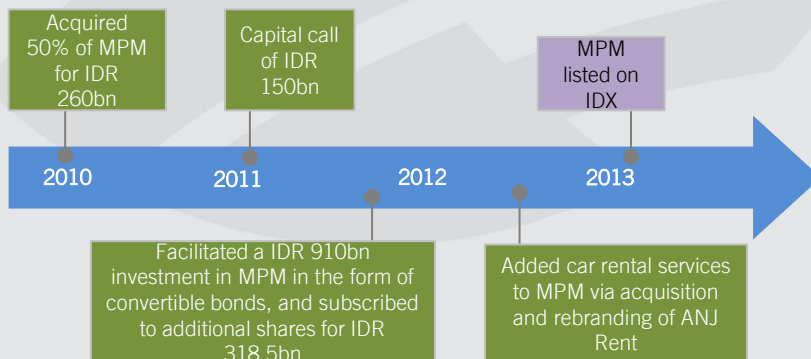 Acquired
50% of MPM
for IDR
260bn
Capital call
of IDR
150bn
MPM
listed on
IDX
2010
2011
2012
2013
Facilitated a IDR 910bn
investment in MPM in the form of
convertible bonds, and subscribed
to additional shares for IDR
318.5bn
Added car rental services
to MPM via acquisition
and rebranding of ANJ
Rent